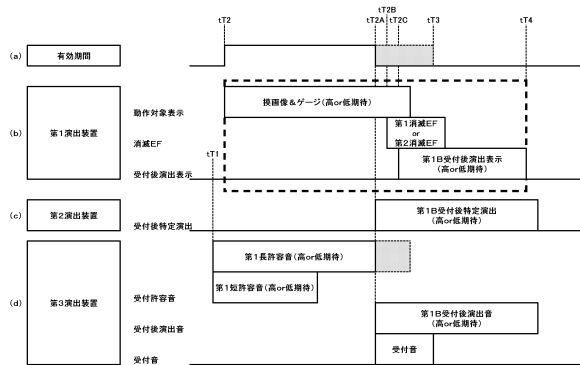 tT2
tT2B
tT2A
tT2C
tT3
tT4
(a)
有効期間
(b)
第1演出装置
動作対象表示
操画像&ゲージ(高or低期待)
消滅EF
第1消滅EF
or
第2消滅EF
tT1
受付後演出表示
第1B受付後演出表示
(高or低期待)
(c)
第2演出装置
受付後特定演出
第1B受付後特定演出
(高or低期待)
(d)
第3演出装置
第1長許容音(高or低期待)
受付許容音
第1短許容音(高or低期待)
受付後演出音
第1B受付後演出音
(高or低期待)
受付音
受付音